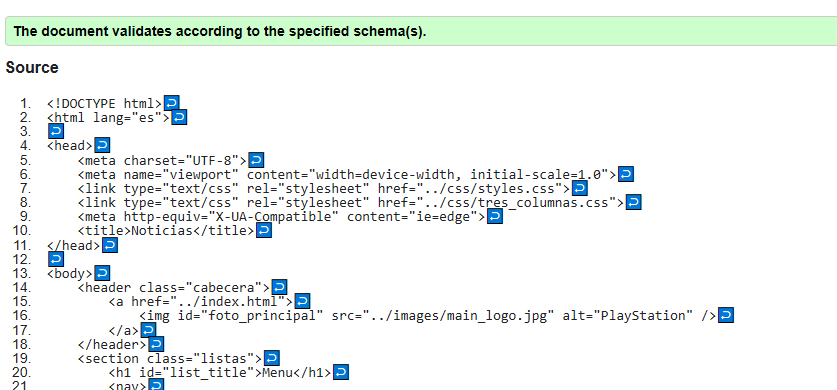 The document validates according to the specified schema(s).
Source
1. <!DOCTYPE html>↩
2. <html lang="es">↩
3. ↩
4. <head>↩
5.     <meta charset="UTF-8">↩
6.     <meta name="viewport" content="width=device-width, initial-scale=1.0">↩
7.     <link type="text/css" rel="stylesheet" href="../css/styles.css">↩
8.     <link type="text/css" rel="stylesheet" href="../css/tres_columnas.css">↩
9.     <meta http-equiv="X-UA-Compatible" content="ie=edge">↩
10.     <title>Noticias</title>↩
11. </head>↩
12. ↩
13. <body>↩
14.     <header class="cabecera">↩
15.         <a href="../index.html">↩
16.             <img id="foto_principal" src="../images/main_logo.jpg" alt="PlayStation" />↩
17.         </a>↩
18.     </header>↩
19.     <section class="listas">↩
20.         <h1 id="list_title">Menu</h1>↩
21.         <nav>↩